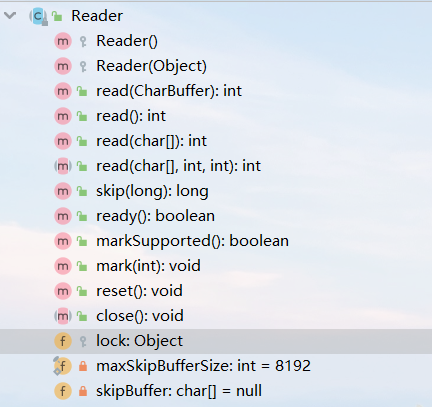 Reader
Reader()
Reader(Object)
read(CharBuffer): int
read(): int
read(char[]): int
read(char[], int, int): int
skip(long): long
ready(): boolean
markSupported(): boolean
mark(int): void
reset(): void
close(): void
lock: Object
maxSkipBufferSize: int = 8192
skipBuffer: char[] = null